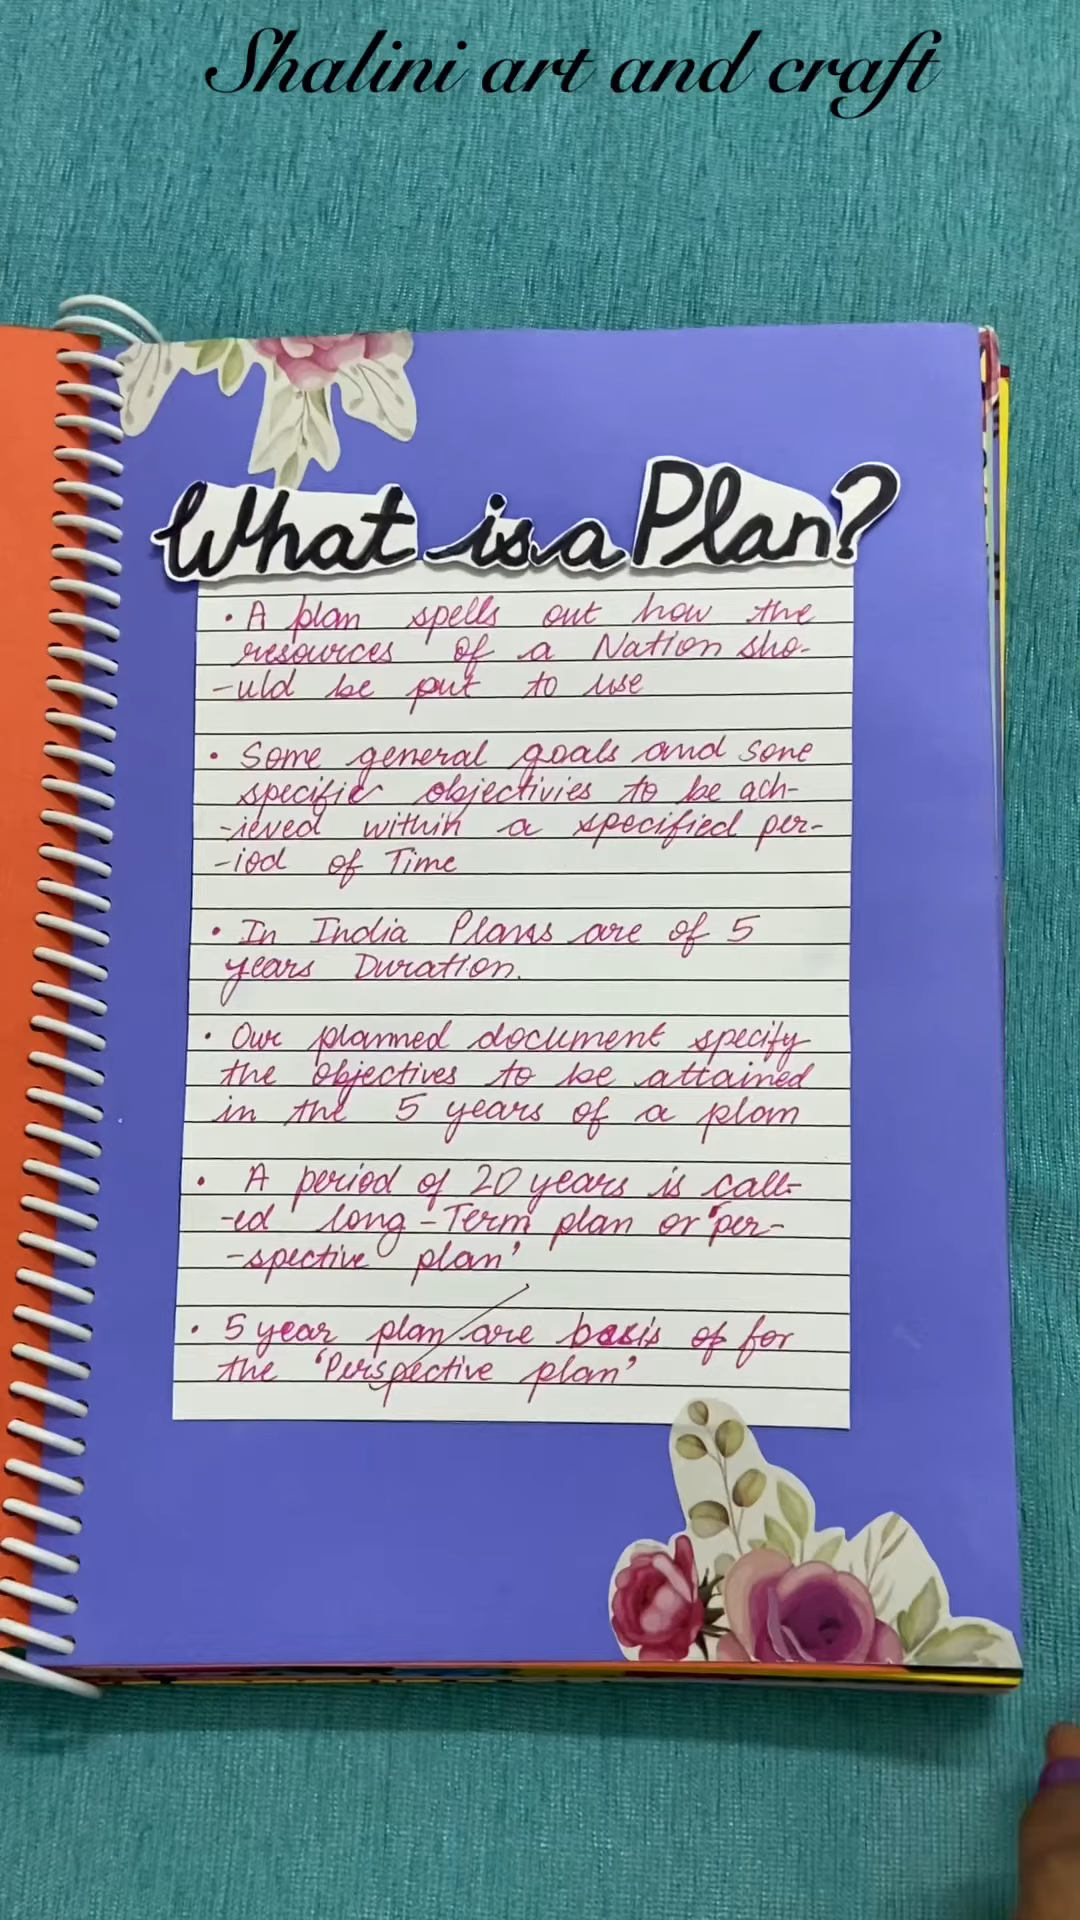 Shalini art and craft
What is a Plan?
• A plan spells out how the
resources of a Nation sho-
-uld be put to use
• Some general goals and sone
specific objectivies to be ach-
-ieved within a specified per-
-iod of Time
• In India Plans are of 5
years Duration.
• Our planned document specify
the objectives to be attained
in the 5 years of a plan
• A period of 20 years is call-
-ed long-Term plan or 'per-
-spective plan'
• 5 year plan are basis of for
the 'Perspective plan'